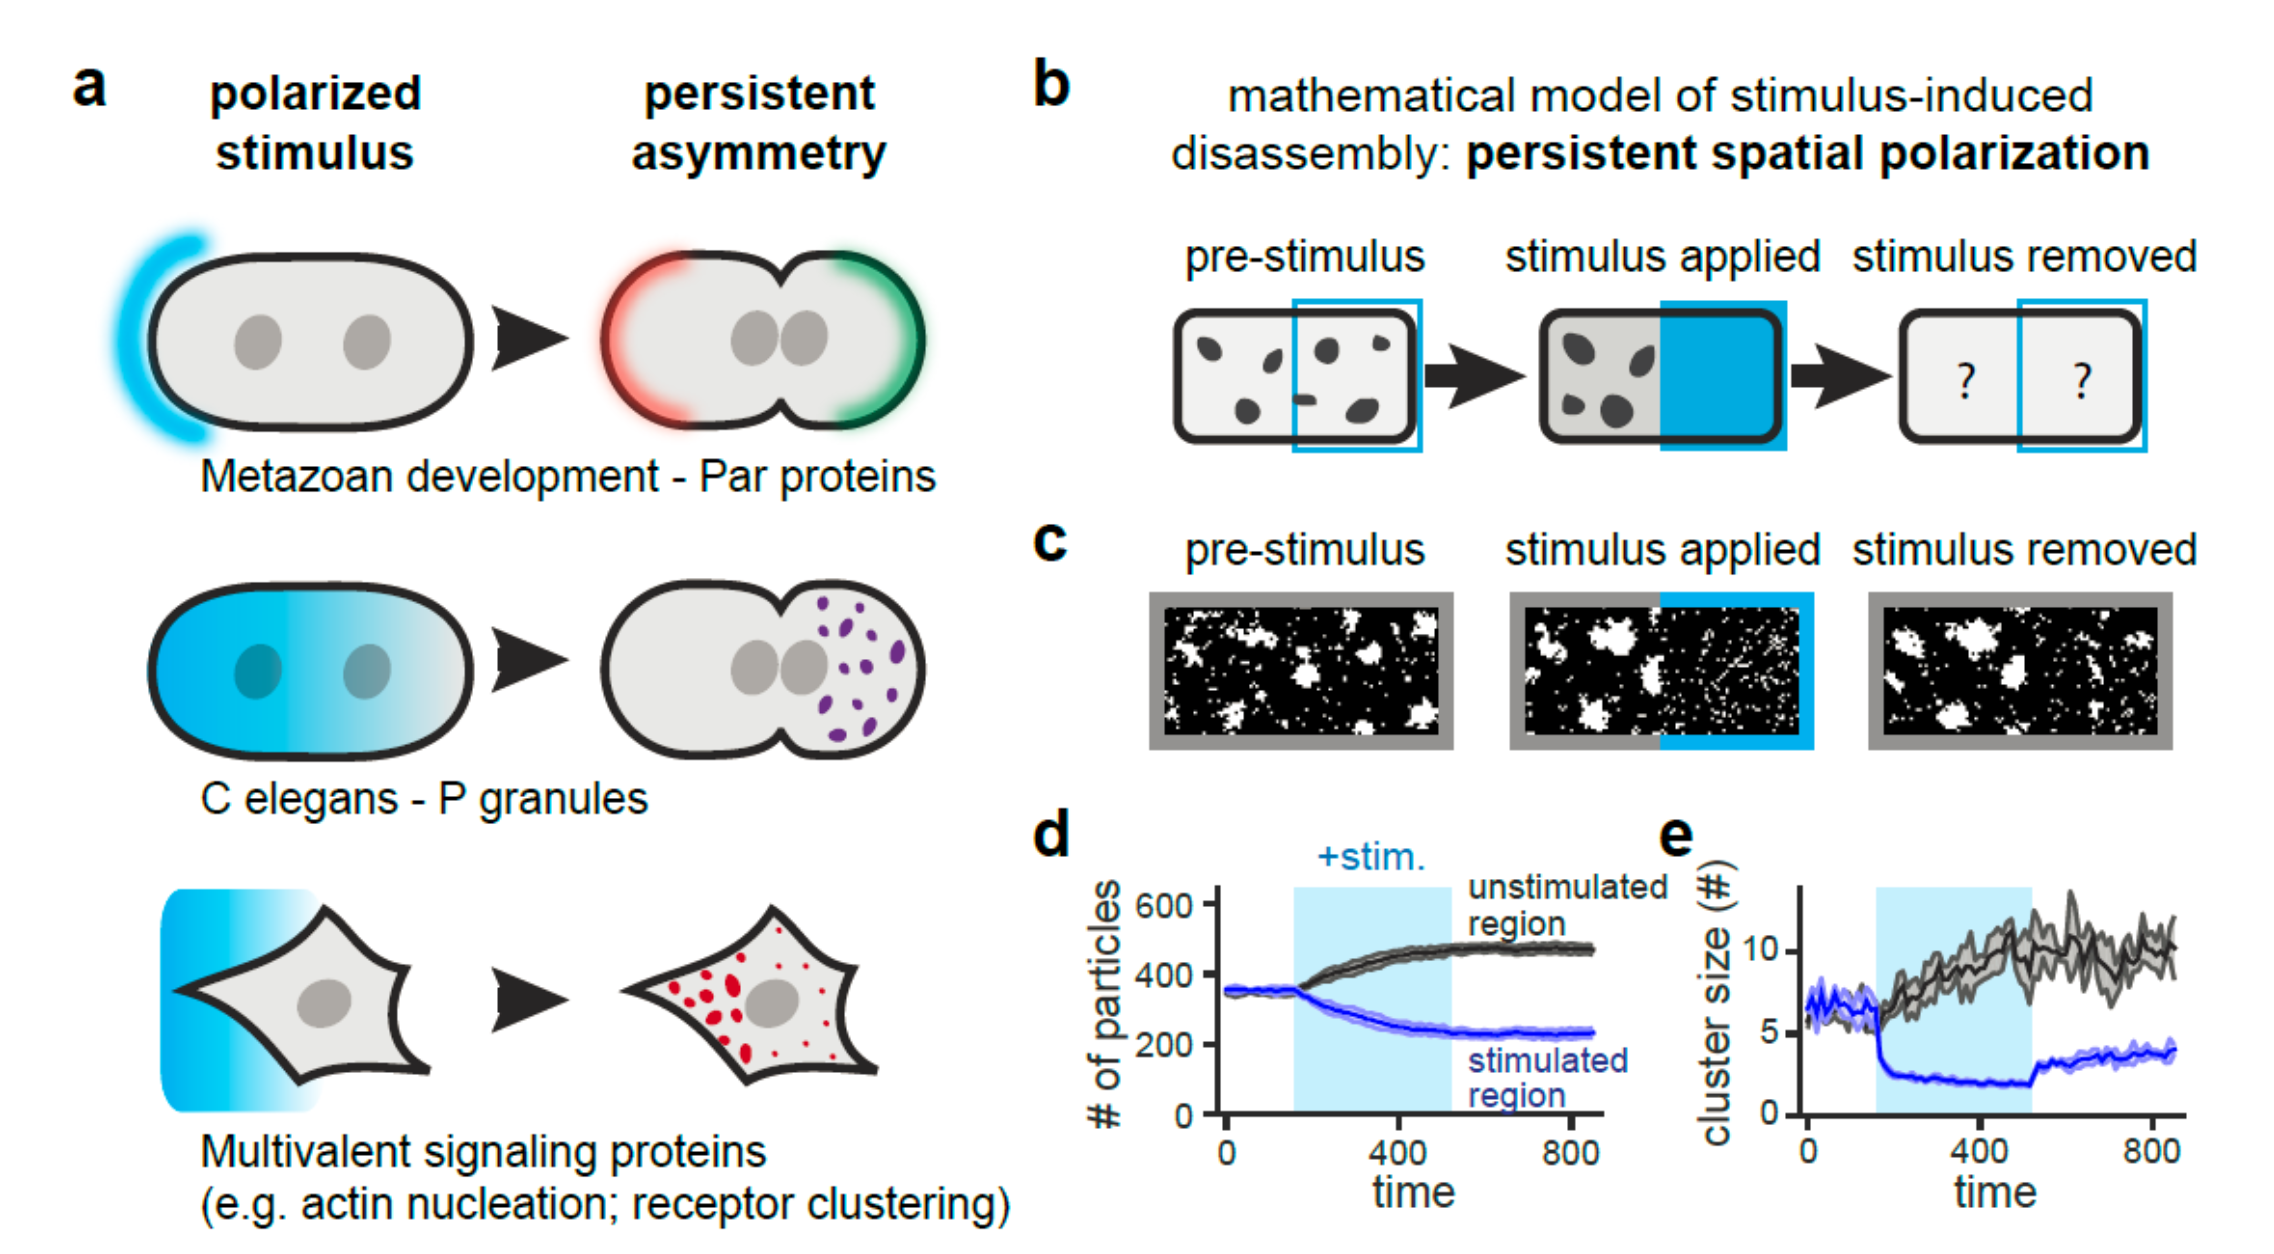 a
polarized
stimulus
persistent
asymmetry
Metazoan development - Par proteins
C elegans - P granules
Multivalent signaling proteins
(e.g. actin nucleation; receptor clustering)
b
mathematical model of stimulus-induced
disassembly: persistent spatial polarization
pre-stimulus
stimulus applied
stimulus removed
?
?
c
pre-stimulus
stimulus applied
stimulus removed
d
+stim.
# of particles
600
400
200
0
unstimulated
region
stimulated
region
0
400
800
time
e
cluster size (#)
10
5
0
0
400
800
time